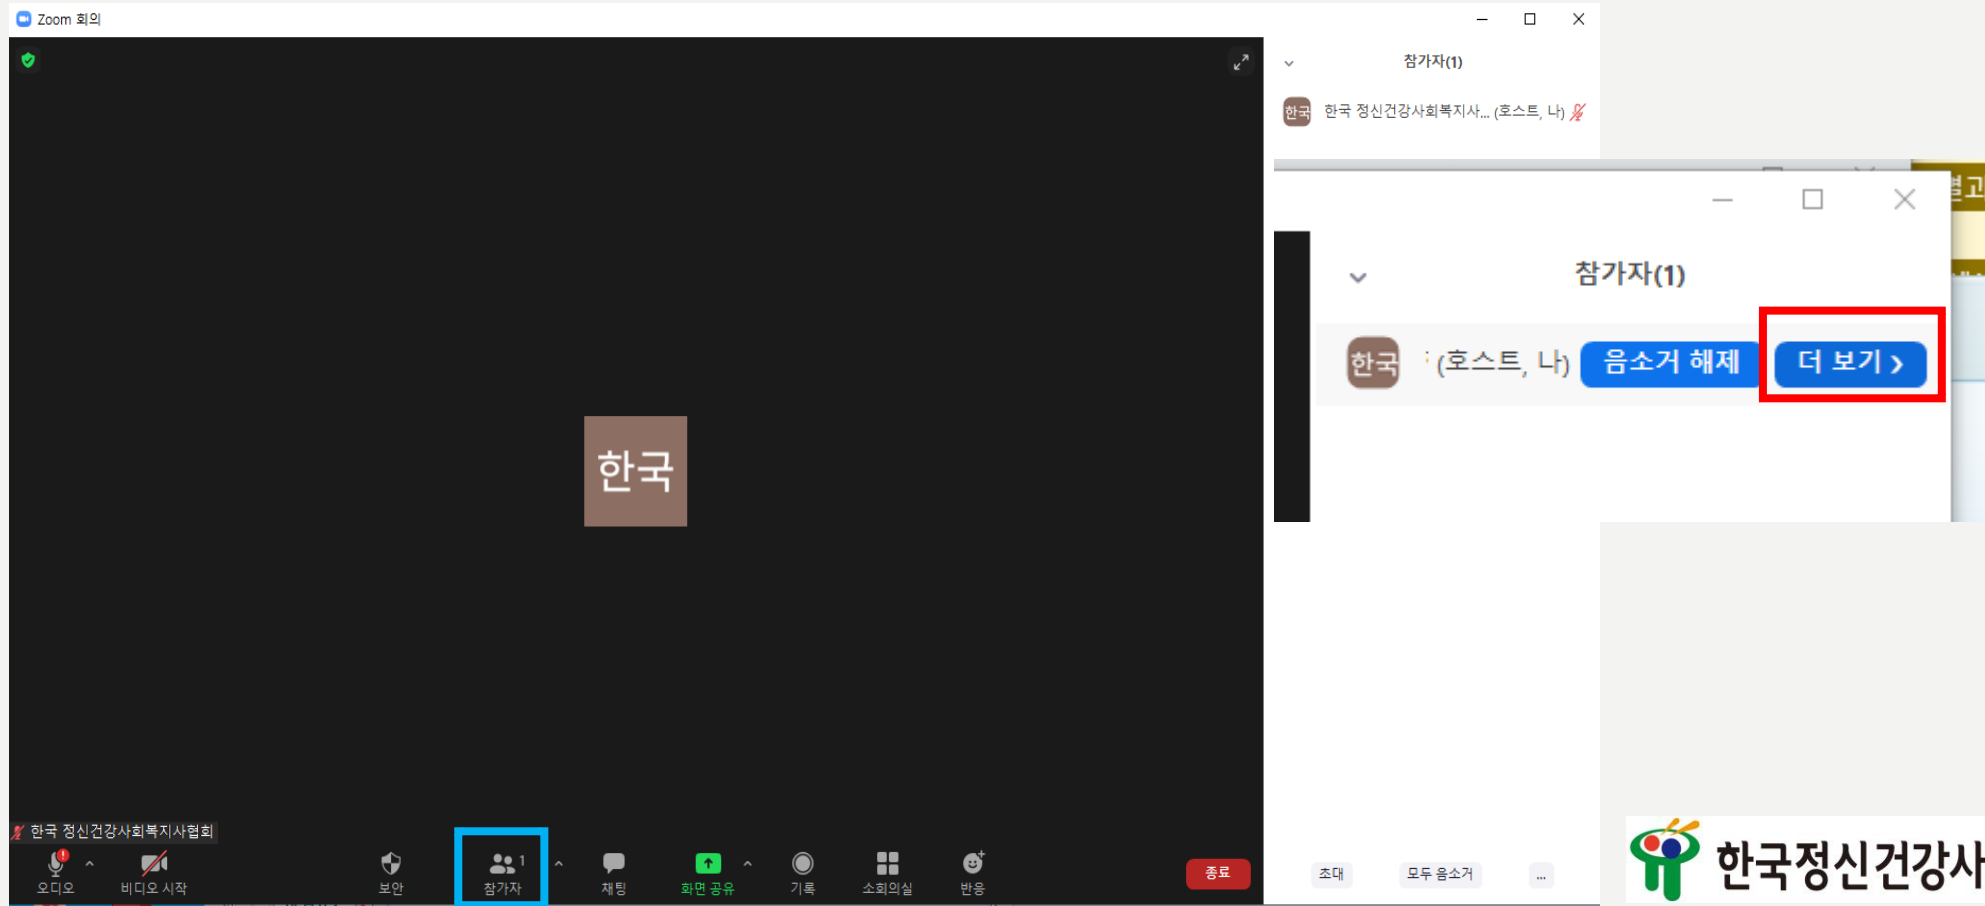 Zoom 회의
참가자(1)
한국 한국 정신건강사회복지사... (호스트, 나)
참가자(1)
한국 (호스트, 나) 음소거 해제 더 보기 >
한국
한국 정신건강사회복지사협회
오디오 비디오 시작 보안 참가자 1 채팅 화면 공유 기록 소회의실 반응 종료
초대 모두 음소거 ...
한국정신건강사